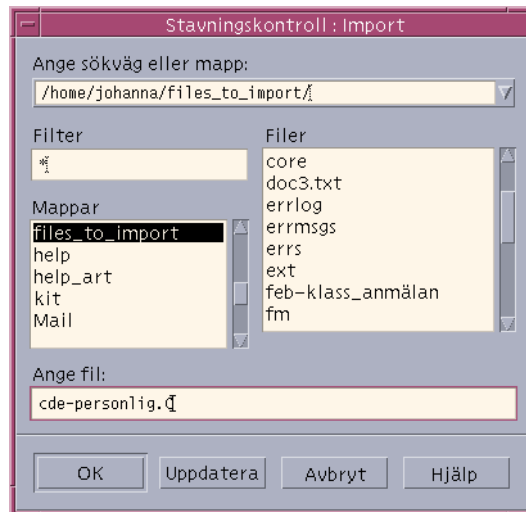 Stavningskontroll : Import
Ange sökväg eller mapp:
/home/johanna/files_to_import/
Filter
*
Mappar
files_to_import
help
help_art
kit
Mail
Filer
core
doc3.txt
errlog
errmsgs
errs
ext
feb-klass_anmälan
fm
Ange fil:
cde-personlig.C
OK Uppdatera Avbryt Hjälp